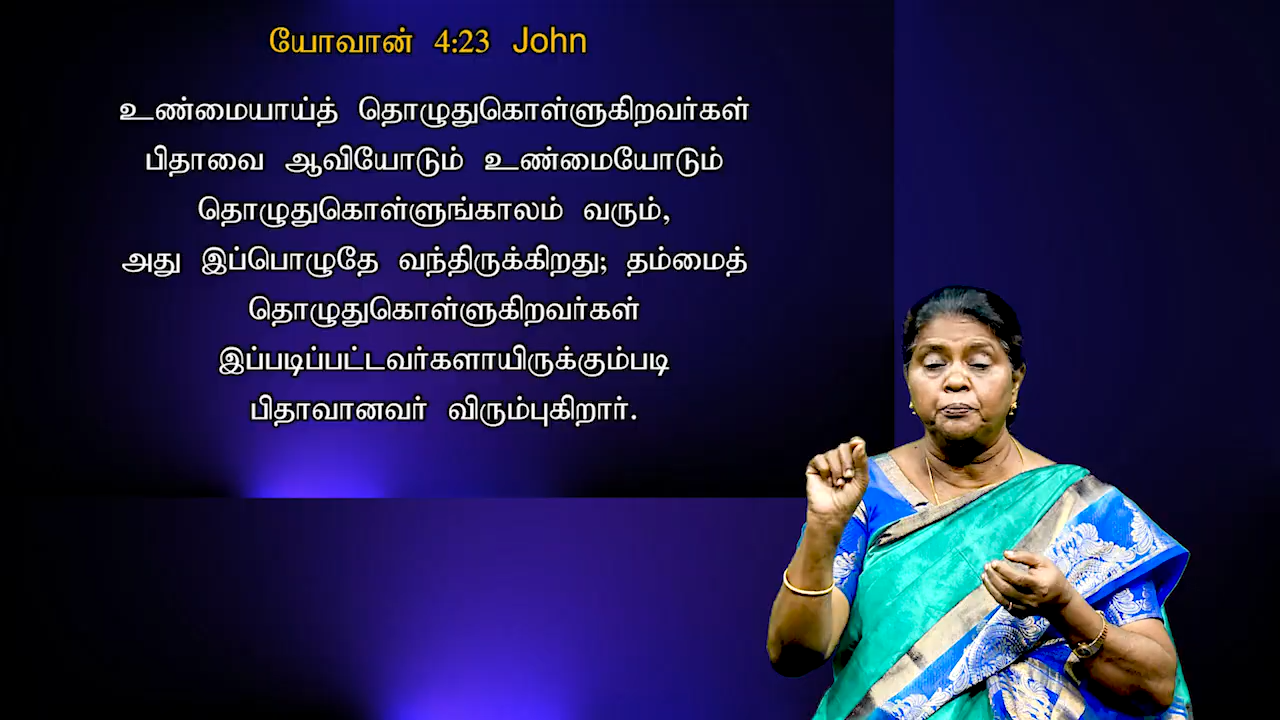 யோவான் 4:23 John
உண்மையாய்த் தொழுதுகொள்ளுகிறவர்கள்
பிதாவை ஆவியோடும் உண்மையோடும்
தொழுதுகொள்ளுங்காலம் வரும்,
அது இப்பொழுதே வந்திருக்கிறது; தம்மைத்
தொழுதுகொள்ளுகிறவர்கள்
இப்படிப்பட்டவர்களாயிருக்கும்படி
பிதாவானவர் விரும்புகிறார்.